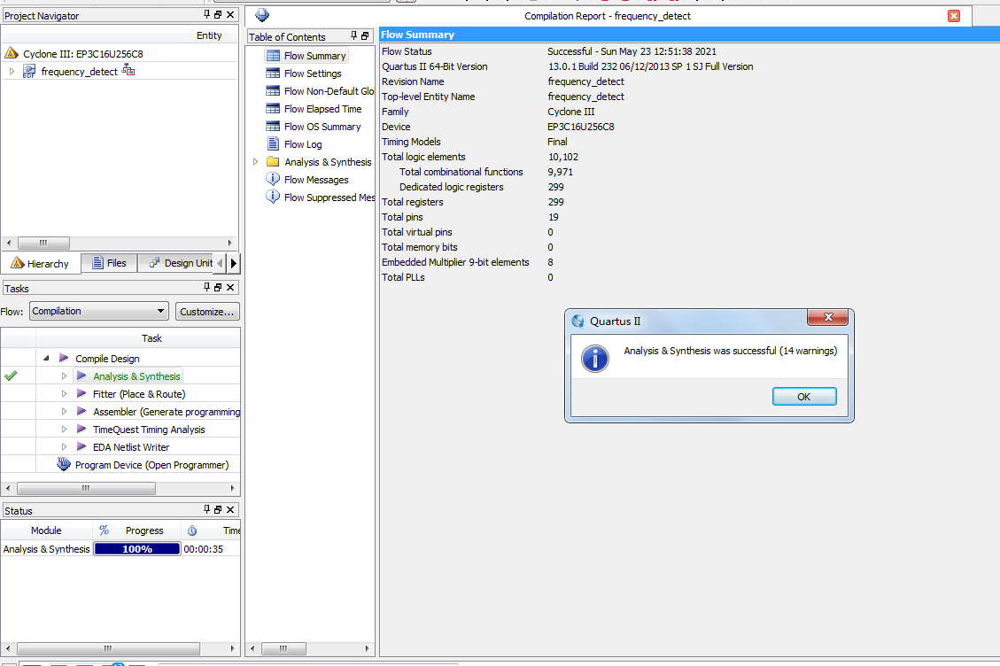 Project Navigator
Entity
Cyclone III: EP3C16U256C8
frequency_detect
Hierarchy
Files
Design Unit
Tasks
Flow:
Compilation
Customize...
Task
Compile Design
Analysis & Synthesis
Fitter (Place & Route)
Assembler (Generate programming
TimeQuest Timing Analysis
EDA Netlist Writer
Program Device (Open Programmer)
Status
Module
%
Progress
Time
Analysis & Synthesis
100%
00:00:35
Compilation Report - frequency_detect
Table of Contents
Flow Summary
Flow Settings
Flow Non-Default Glo
Flow Elapsed Time
Flow OS Summary
Flow Log
Analysis & Synthesis
Flow Messages
Flow Suppressed Mes
Flow Summary
Flow Status Successful - Sun May 23 12:51:38 2021
Quartus II 64-Bit Version 13.0.1 Build 232 06/12/2013 SP 1 SJ Full Version
Revision Name frequency_detect
Top-level Entity Name frequency_detect
Family Cyclone III
Device EP3C16U256C8
Timing Models Final
Total logic elements 10,102
Total combinational functions 9,971
Dedicated logic registers 299
Total registers 299
Total pins 19
Total virtual pins 0
Total memory bits 0
Embedded Multiplier 9-bit elements 8
Total PLLs 0
Quartus II
Analysis & Synthesis was successful (14 warnings)
OK